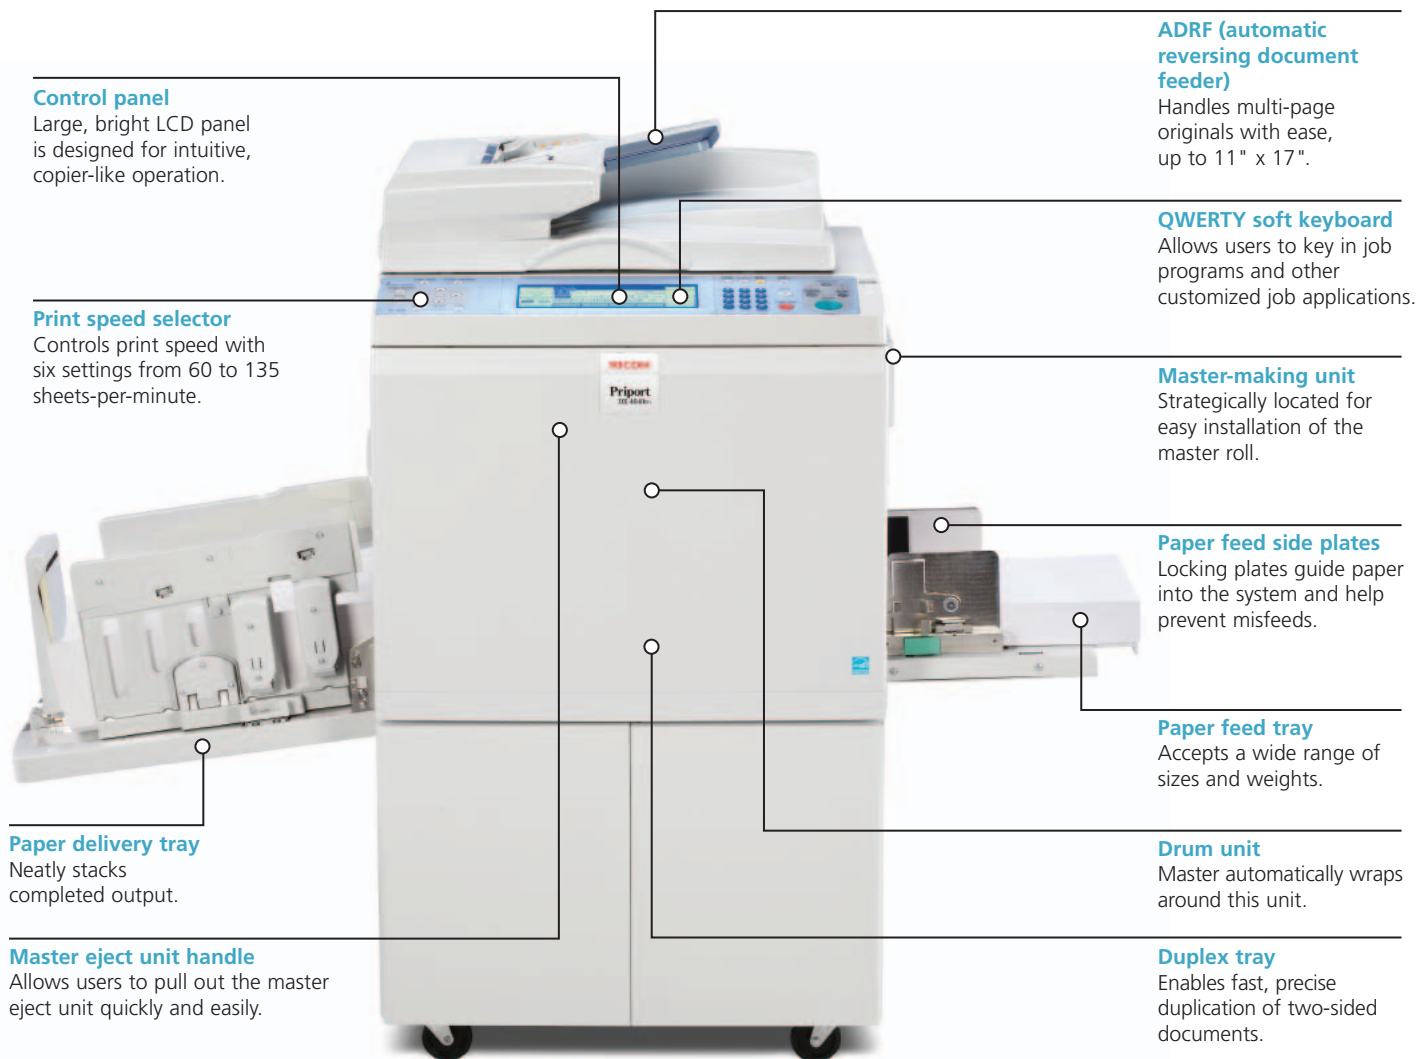 ADRF (automatic
reversing document
feeder)
Handles multi-page
originals with ease,
up to 11" x 17".
Control panel
Large, bright LCD panel
is designed for intuitive,
copier-like operation.
QWERTY soft keyboard
Allows users to key in job
programs and other
customized job applications.
Print speed selector
Controls print speed with
six settings from 60 to 135
sheets-per-minute.
RICOH
Priport
Master-making unit
Strategically located for
easy installation of the
master roll.
Paper feed side plates
Locking plates guide paper
into the system and help
prevent misfeeds.
Paper feed tray
Accepts a wide range of
sizes and weights.
Paper delivery tray
Neatly stacks
completed output.
Drum unit
Master automatically wraps
around this unit.
Master eject unit handle
Allows users to pull out the master
eject unit quickly and easily.
Duplex tray
Enables fast, precise
duplication of two-sided
documents.